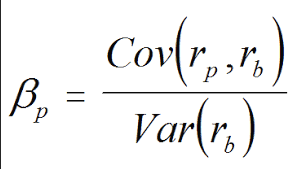 β_p = Cov(r_p, r_b) / Var(r_b)